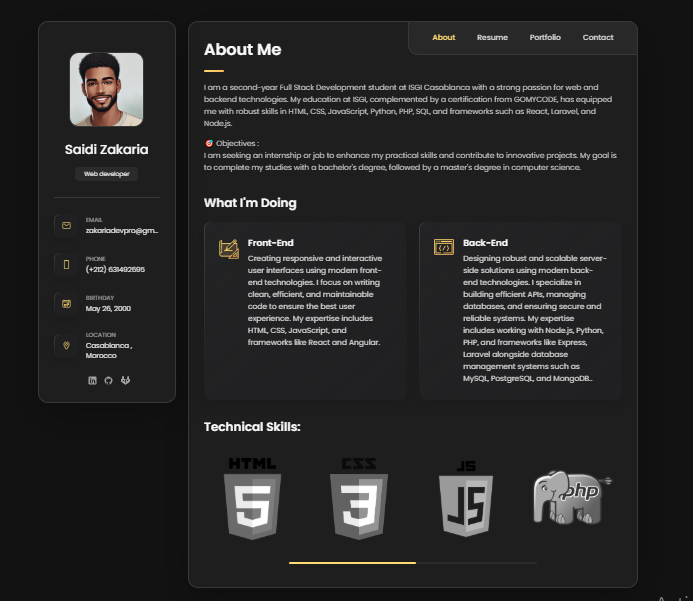 Saidi Zakaria
Web developer
EMAIL
zakariadevpro@gm...
PHONE
(+212) 631492695
BIRTHDAY
May 26, 2000
LOCATION
Casablanca ,
Morocco
About
Resume
Portfolio
Contact
About Me
I am a second-year Full Stack Development student at ISGI Casablanca with a strong passion for web and
backend technologies. My education at ISGI, complemented by a certification from GOMYCODE, has equipped
me with robust skills in HTML, CSS, JavaScript, Python, PHP, SQL, and frameworks such as React, Laravel, and
Node.js.
🎯 Objectives :
I am seeking an internship or job to enhance my practical skills and contribute to innovative projects. My goal is
to complete my studies with a bachelor's degree, followed by a master's degree in computer science.
What I'm Doing
Front-End
Creating responsive and interactive
user interfaces using modern front-
end technologies. I focus on writing
clean, efficient, and maintainable
code to ensure the best user
experience. My expertise includes
HTML, CSS, JavaScript, and
frameworks like React and Angular.
Back-End
Designing robust and scalable server-
side solutions using modern back-
end technologies. I specialize in
building efficient APIs, managing
databases, and ensuring secure and
reliable systems. My expertise
includes working with Node.js, Python,
PHP, and frameworks like Express,
Laravel alongside database
management systems such as
MySQL, PostgreSQL, and MongoDB..
Technical Skills:
HTML
5
CSS
3
JS
JS
php